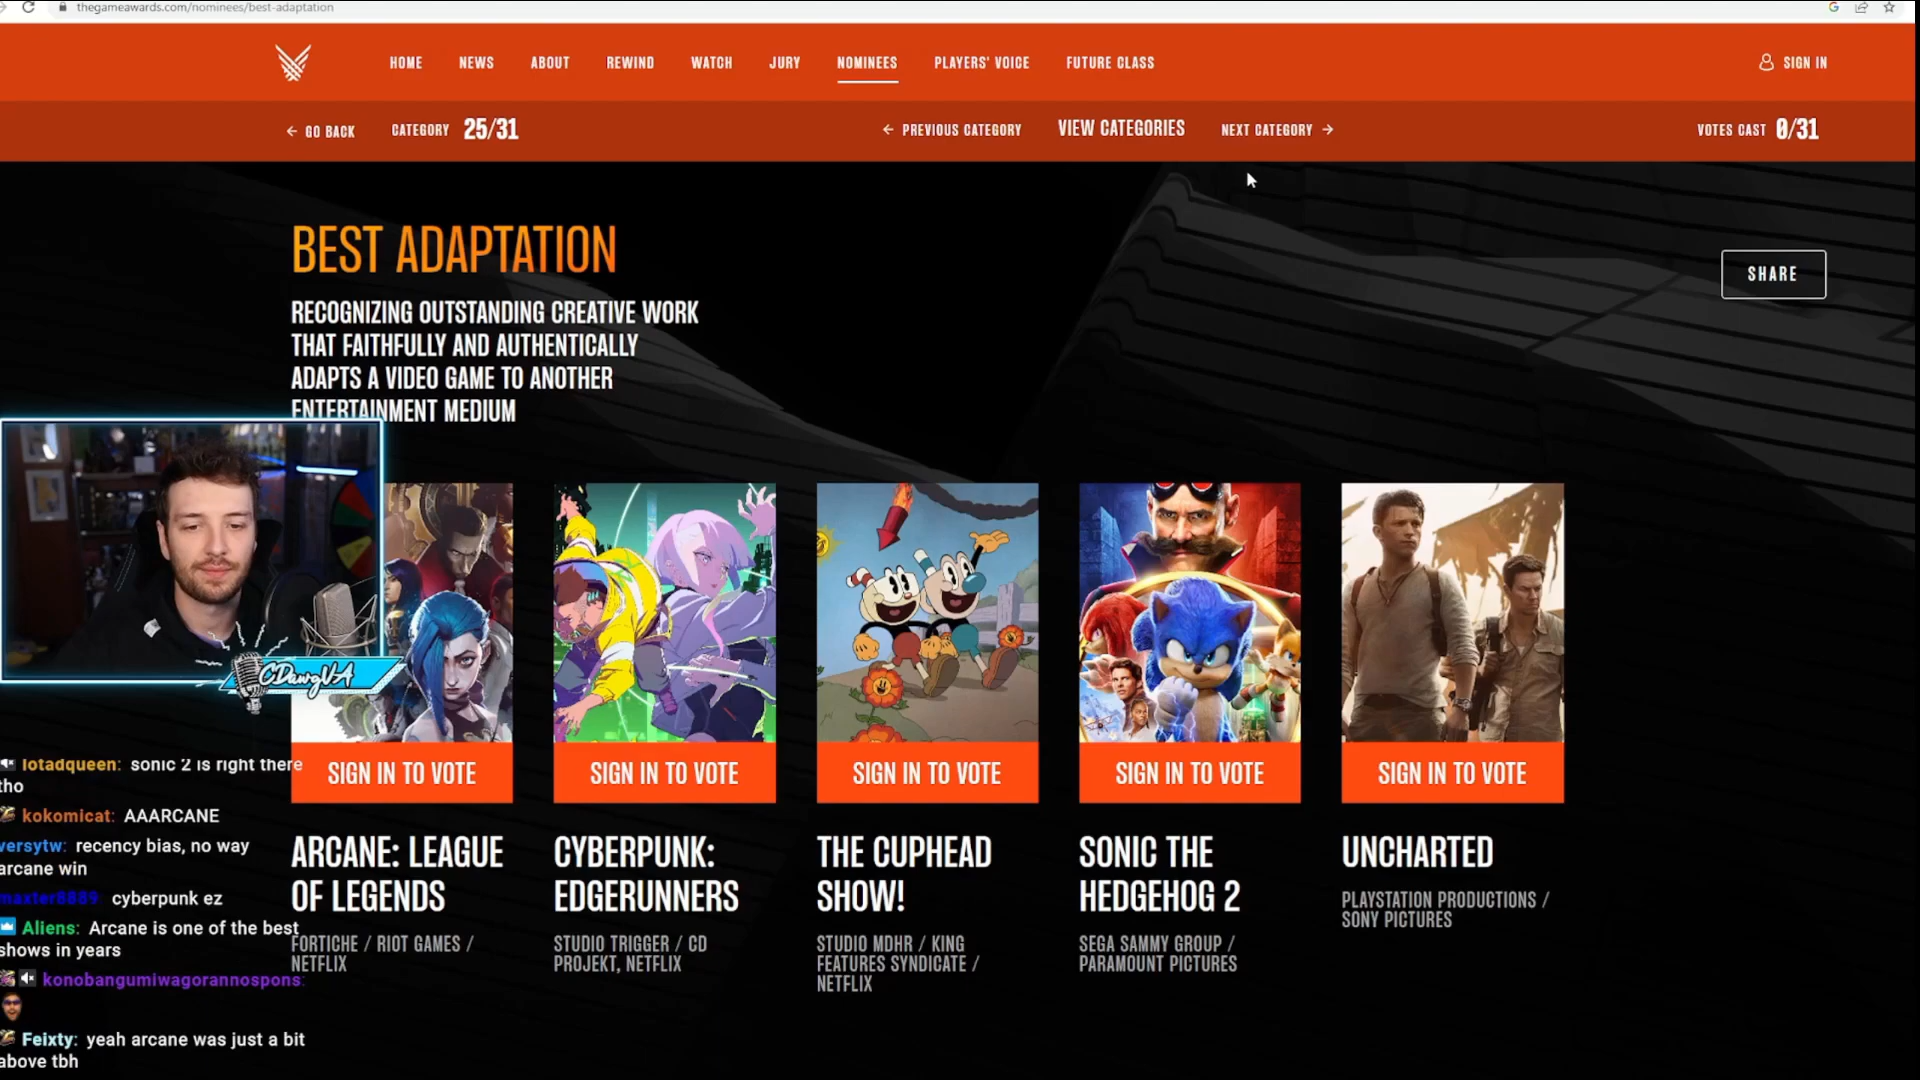 thegameawards.com/nominees/best-adaptation
HOME NEWS ABOUT REWIND WATCH JURY NOMINEES PLAYERS' VOICE FUTURE CLASS SIGN IN
← GO BACK CATEGORY 25/31 ← PREVIOUS CATEGORY VIEW CATEGORIES NEXT CATEGORY → VOTES CAST 0/31
BEST ADAPTATION
SHARE
RECOGNIZING OUTSTANDING CREATIVE WORK
THAT FAITHFULLY AND AUTHENTICALLY
ADAPTS A VIDEO GAME TO ANOTHER
ENTERTAINMENT MEDIUM
CDawgVA
SIGN IN TO VOTE
ARCANE: LEAGUE
OF LEGENDS
FORTICHE / RIOT GAMES /
NETFLIX
SIGN IN TO VOTE
CYBERPUNK:
EDGERUNNERS
STUDIO TRIGGER / CD
PROJEKT, NETFLIX
SIGN IN TO VOTE
THE CUPHEAD
SHOW!
STUDIO MDHR / KING
FEATURES SYNDICATE /
NETFLIX
SIGN IN TO VOTE
SONIC THE
HEDGEHOG 2
SEGA SAMMY GROUP /
PARAMOUNT PICTURES
SIGN IN TO VOTE
UNCHARTED
PLAYSTATION PRODUCTIONS /
SONY PICTURES
lotadqueen: sonic 2 is right there
tho
kokomicat: AAARCANE
versytw: recency bias, no way
arcane win
maxter8889 cyberpunk ez
Aliens: Arcane is one of the best
shows in years
konobangumiwagorannospons:
Feixty: yeah arcane was just a bit
above tbh